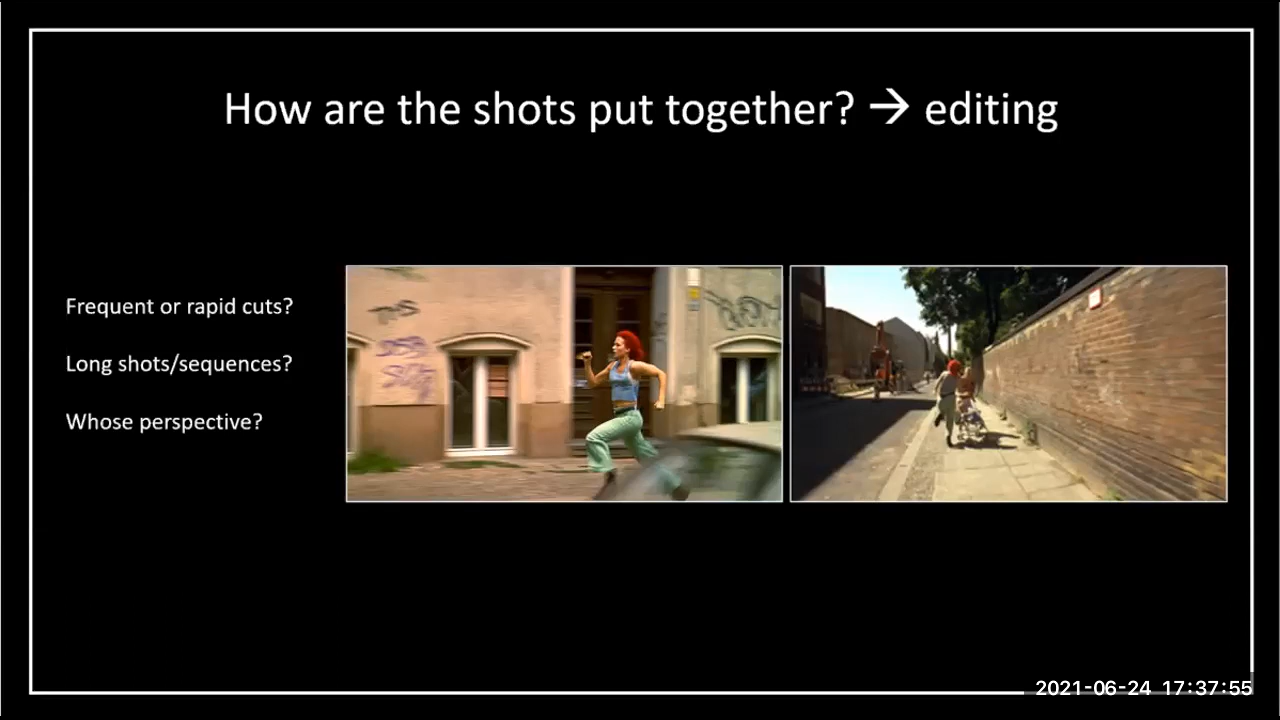 How are the shots put together? → editing
Frequent or rapid cuts?
Long shots/sequences?
Whose perspective?
2021-06-24 17:37:55